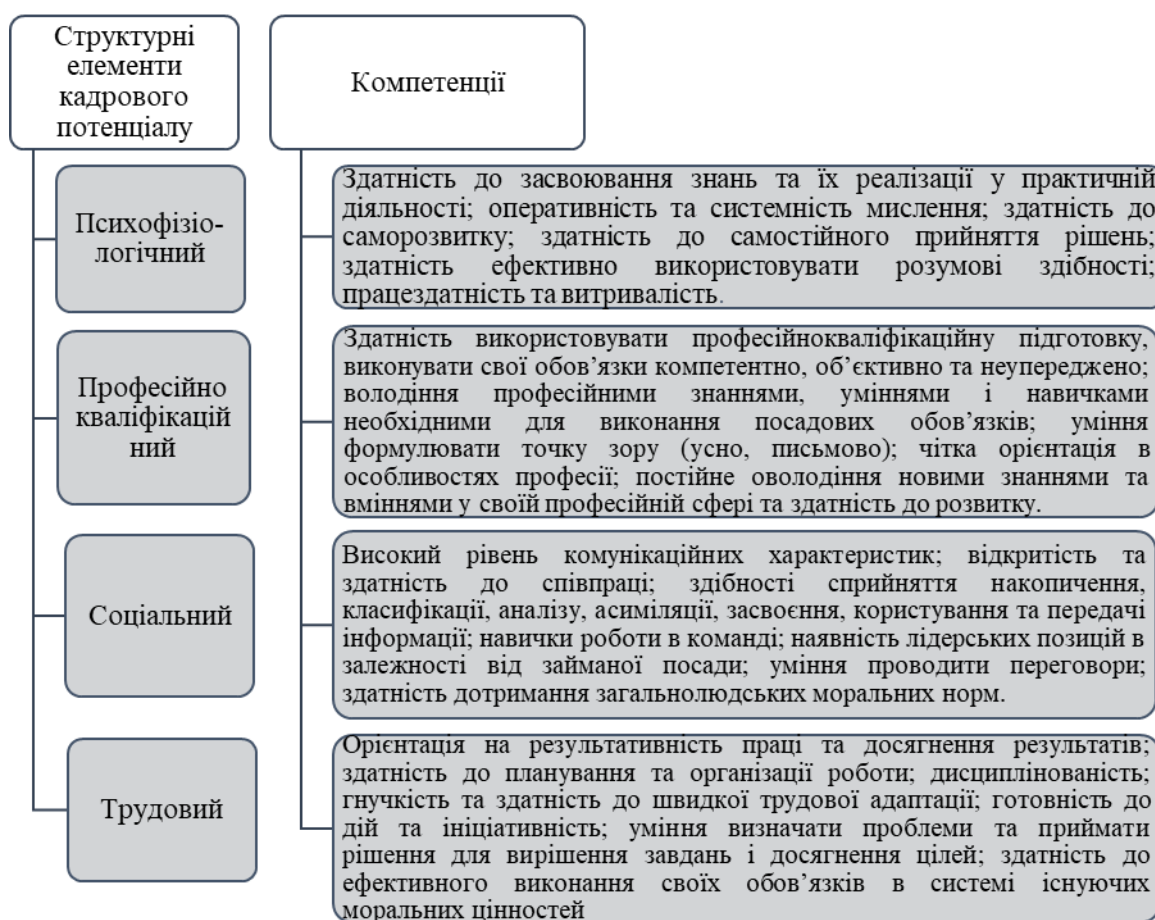 Структурні
елементи
кадрового
потенціалу
Компетенції
Психофізіо-
логічний
Здатність до засвоювання знань та їх реалізації у практичній
діяльності; оперативність та системність мислення; здатність до
саморозвитку; здатність до самостійного прийняття рішень;
здатність ефективно використовувати розумові здібності;
працездатність та витривалість.
Професійно
кваліфікацій
ний
Здатність використовувати професійнокваліфікаційну підготовку,
виконувати свої обов’язки компетентно, об’єктивно та неупереджено;
володіння професійними знаннями, уміннями і навичками
необхідними для виконання посадових обов’язків; уміння
формулювати точку зору (усно, письмово); чітка орієнтація в
особливостях професії; постійне оволодіння новими знаннями та
вміннями у своїй професійній сфері та здатність до розвитку.
Соціальний
Високий рівень комунікаційних характеристик; відкритість та
здатність до співпраці; здібності сприйняття накопичення,
класифікації, аналізу, асиміляції, засвоєння, користування та передачі
інформації; навички роботи в команді; наявність лідерських позицій в
залежності від займаної посади; уміння проводити переговори;
здатність дотримання загальнолюдських моральних норм.
Трудовий
Орієнтація на результативність праці та досягнення результатів;
здатність до планування та організації роботи; дисциплінованість;
гнучкість та здатність до швидкої трудової адаптації; готовність до
дій та ініціативність; уміння визначати проблеми та приймати
рішення для вирішення завдань і досягнення цілей; здатність до
ефективного виконання своїх обов’язків в системі існуючих
моральних цінностей